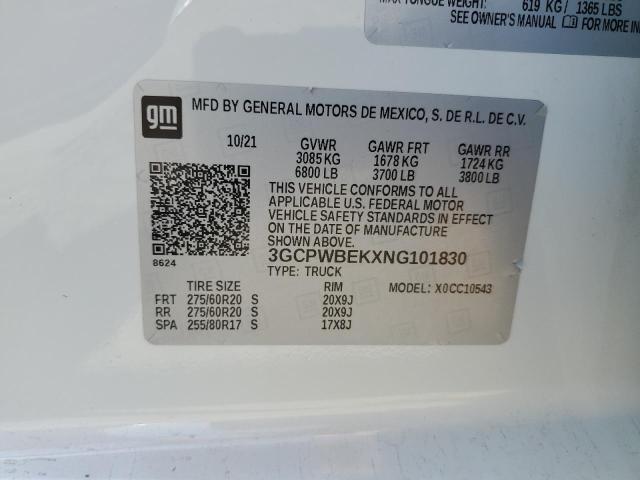 MAX TONGUE WEIGHT: 619 KG/ 1365 LBS
SEE OWNER'S MANUAL FOR MORE IN
gm
MFD BY GENERAL MOTORS DE MEXICO, S. DE R.L. DE C.V.
10/21 GVWR GAWR FRT GAWR RR
3085 KG 1678 KG 1724 KG
6800 LB 3700 LB 3800 LB
THIS VEHICLE CONFORMS TO ALL
APPLICABLE U.S. FEDERAL MOTOR
VEHICLE SAFETY STANDARDS IN EFFECT
ON THE DATE OF MANUFACTURE
SHOWN ABOVE.
8624
3GCPWBEKXNG101830
TYPE: TRUCK
TIRE SIZE RIM MODEL: X0CC10543
FRT 275/60R20 S 20X9J
RR 275/60R20 S 20X9J
SPA 255/80R17 S 17X8J